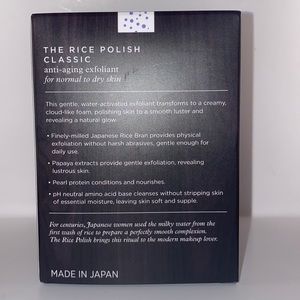 THE RICE POLISH
CLASSIC
anti-aging exfoliant
for normal to dry skin
This gentle, water-activated exfoliant transforms to a creamy,
cloud-like foam, polishing skin to a smooth luster and
revealing a natural glow.
• Finely-milled Japanese Rice Bran provides physical
exfoliation without harsh abrasives, gentle enough for
daily use.
• Papaya extracts provide gentle exfoliation, revealing
lustrous skin.
• Pearl protein conditions and nourishes.
• pH neutral amino acid base cleanses without stripping skin
of essential moisture, leaving skin soft and supple.
For centuries, Japanese women used the milky water from the
first wash of rice to prepare a perfectly smooth complexion.
The Rice Polish brings this ritual to the modern makeup lover.
MADE IN JAPAN